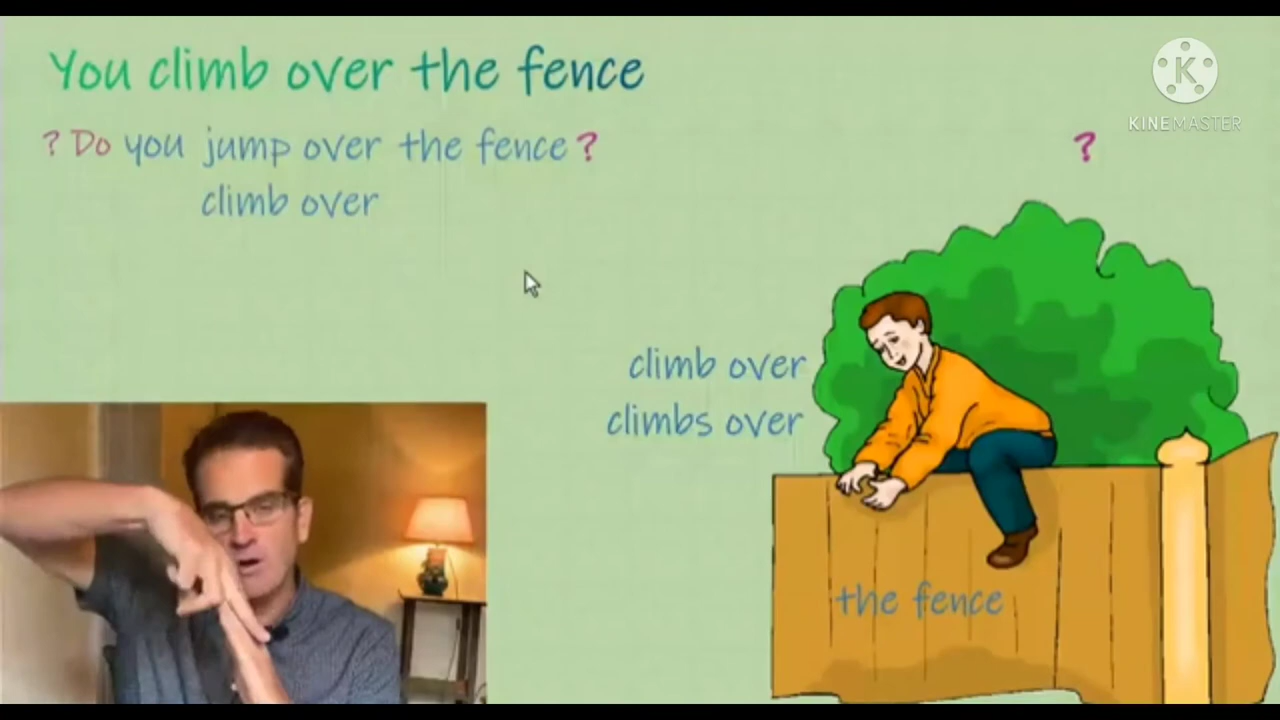 You climb over the fence
? Do you jump over the fence ?
climb over
?
climb over
climbs over
the fence
K
KINEMASTER